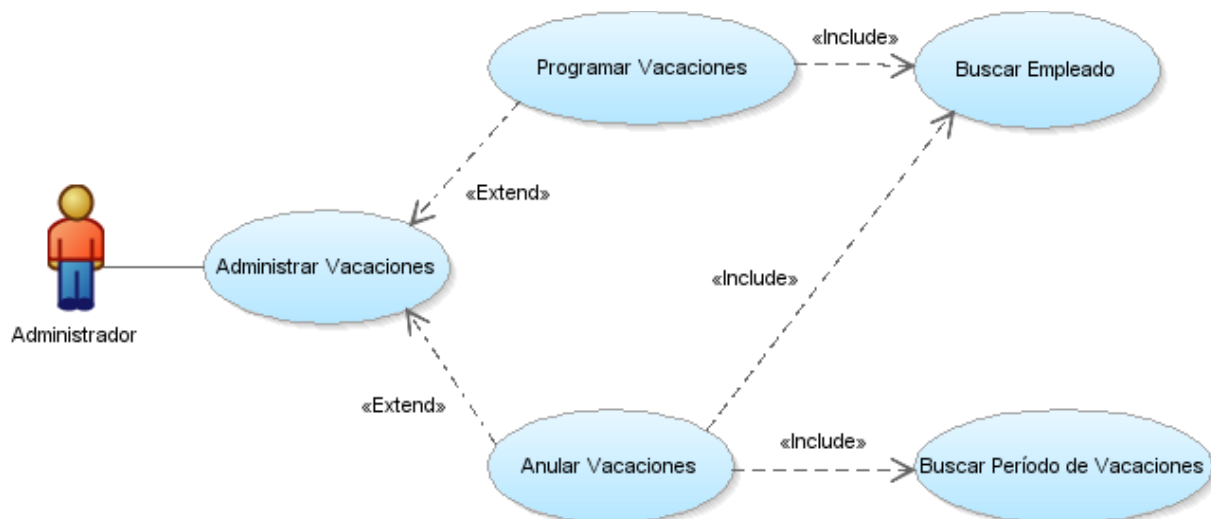 «Include»
Programar Vacaciones
Buscar Empleado
«Extend»
Administrar Vacaciones
«Include»
Administrador
«Extend»
«Include»
Anular Vacaciones
Buscar Período de Vacaciones